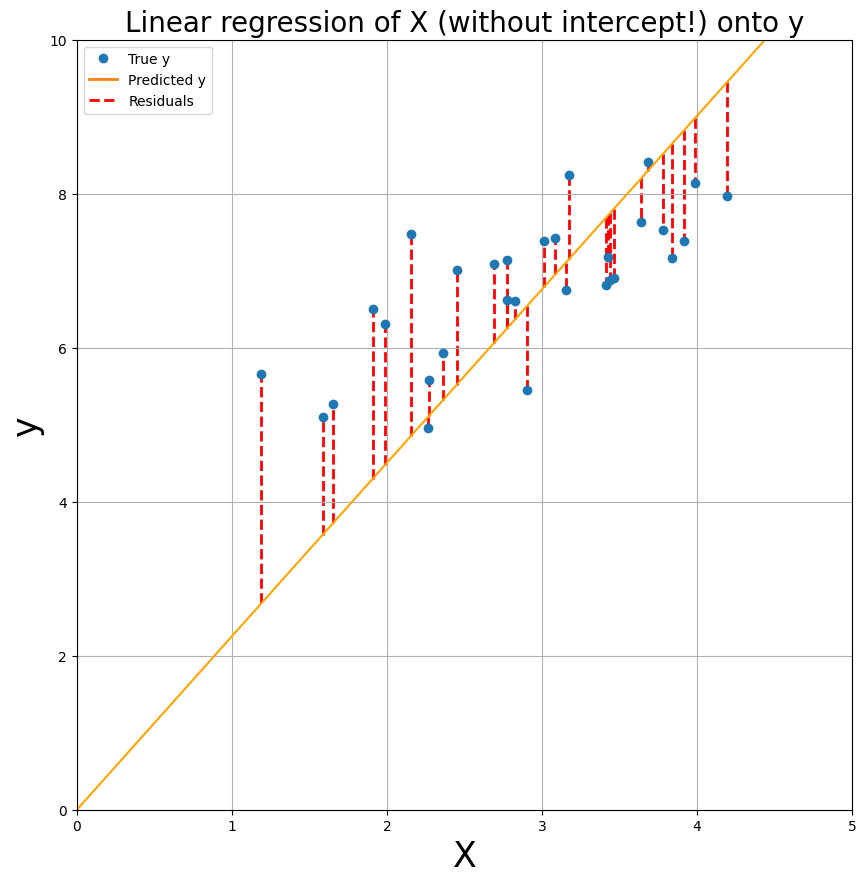 Linear regression of X (without intercept!) onto y
True y
Predicted y
Residuals
10
8
6
4
2
0
y
0 1 2 3 4 5
X